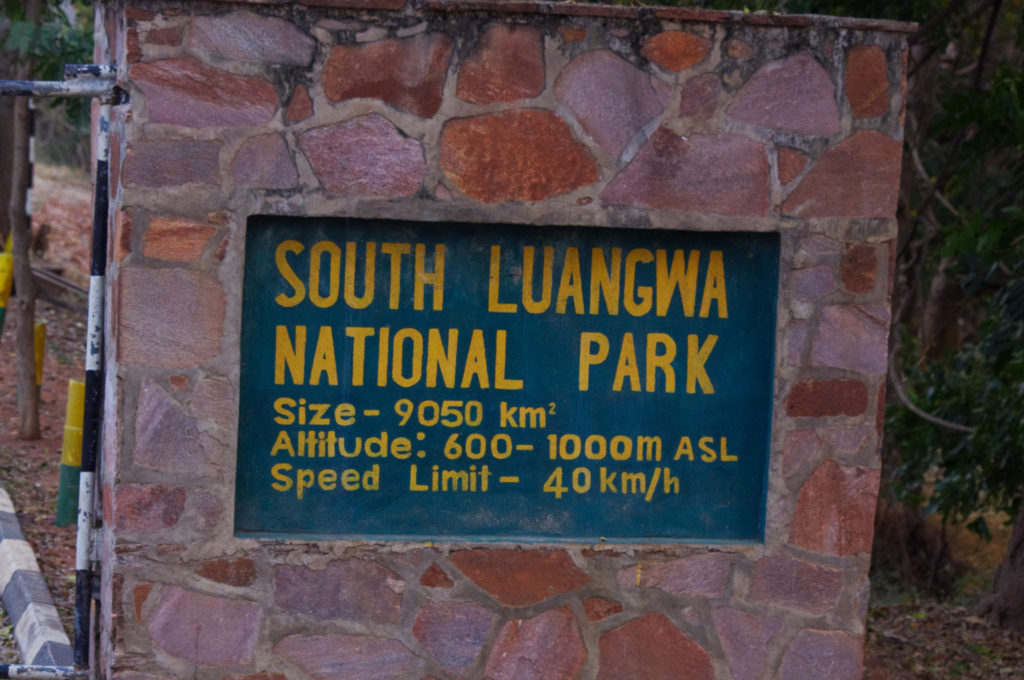 SOUTH LUANGWA
NATIONAL PARK
Size - 9050 km²
Altitude: 600 - 1000m ASL
Speed Limit - 40km/h